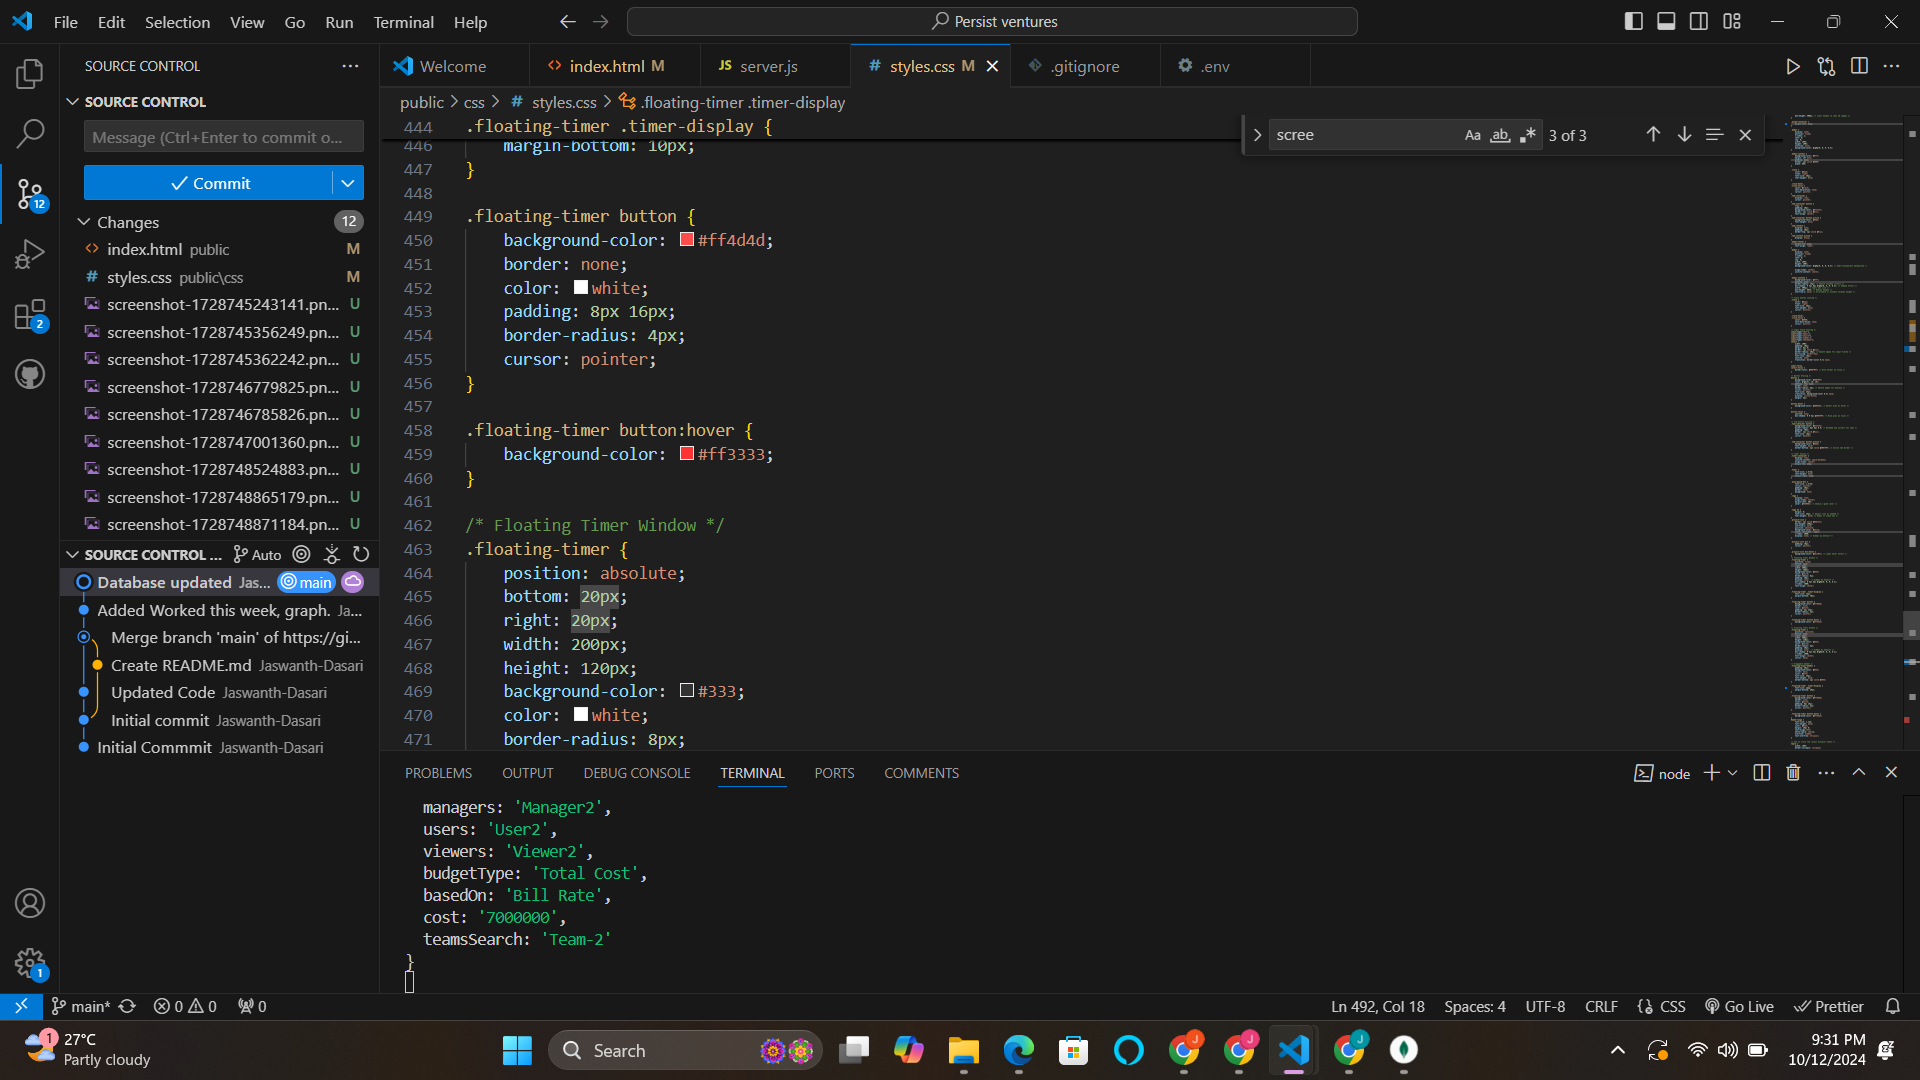 File Edit Selection View Go Run Terminal Help
Persist ventures
SOURCE CONTROL
Welcome
index.html M
JS server.js
# styles.css M
.gitignore
.env
SOURCE CONTROL
public > css > # styles.css > .floating-timer .timer-display
Message (Ctrl+Enter to commit o...
Commit
Changes 12
index.html public M
# styles.css public\css M
screenshot-1728745243141.pn... U
screenshot-1728745356249.pn... U
screenshot-1728745362242.pn... U
screenshot-1728746779825.pn... U
screenshot-1728746785826.pn... U
screenshot-1728747001360.pn... U
screenshot-1728748524883.pn... U
screenshot-1728748865179.pn... U
screenshot-1728748871184.pn... U
12
2
1
SOURCE CONTROL ... Auto
Database updated Jas... main
Added Worked this week, graph. Ja...
Merge branch 'main' of https://gi...
Create README.md Jaswanth-Dasari
Updated Code Jaswanth-Dasari
Initial commit Jaswanth-Dasari
Initial Commmit Jaswanth-Dasari
scree Aa ab 3 of 3
444 .floating-timer .timer-display {
446 margin-bottom: 10px;
447 }
448
449 .floating-timer button {
450 background-color: #ff4d4d;
451 border: none;
452 color: white;
453 padding: 8px 16px;
454 border-radius: 4px;
455 cursor: pointer;
456 }
457
458 .floating-timer button:hover {
459 background-color: #ff3333;
460 }
461
462 /* Floating Timer Window */
463 .floating-timer {
464 position: absolute;
465 bottom: 20px;
466 right: 20px;
467 width: 200px;
468 height: 120px;
469 background-color: #333;
470 color: white;
471 border-radius: 8px;
PROBLEMS OUTPUT DEBUG CONSOLE TERMINAL PORTS COMMENTS
node
managers: 'Manager2',
users: 'User2',
viewers: 'Viewer2',
budgetType: 'Total Cost',
basedOn: 'Bill Rate',
cost: '7000000',
teamsSearch: 'Team-2'
}
main* 0 0 0
Ln 492, Col 18 Spaces: 4 UTF-8 CRLF {} CSS Go Live Prettier
1
27°C
Partly cloudy
Search
J
J
J
9:31 PM
10/12/2024